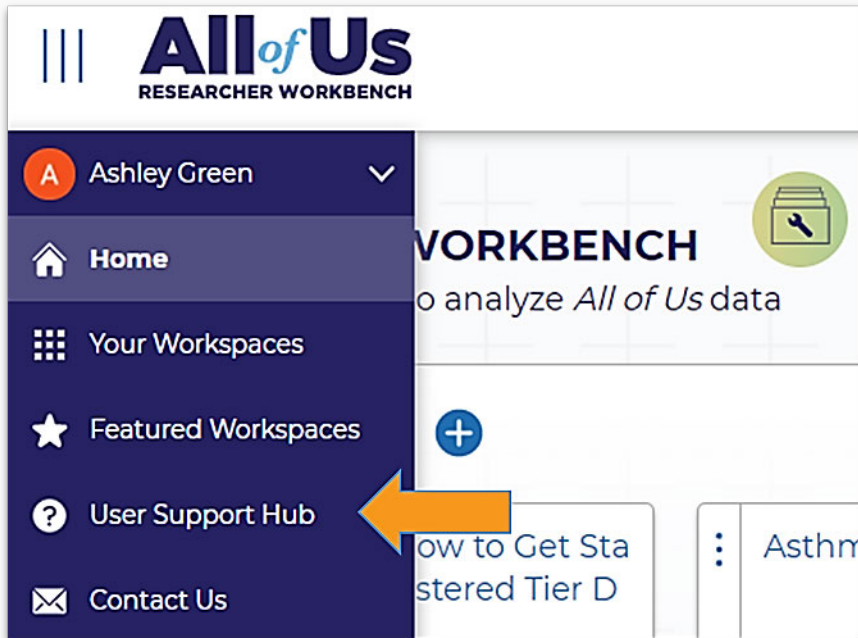 All of Us
RESEARCHER WORKBENCH
A Ashley Green
Home
Your Workspaces
Featured Workspaces
User Support Hub
Contact Us
WORKBENCH
o analyze All of Us data
ow to Get Sta
stered Tier D
Asthm